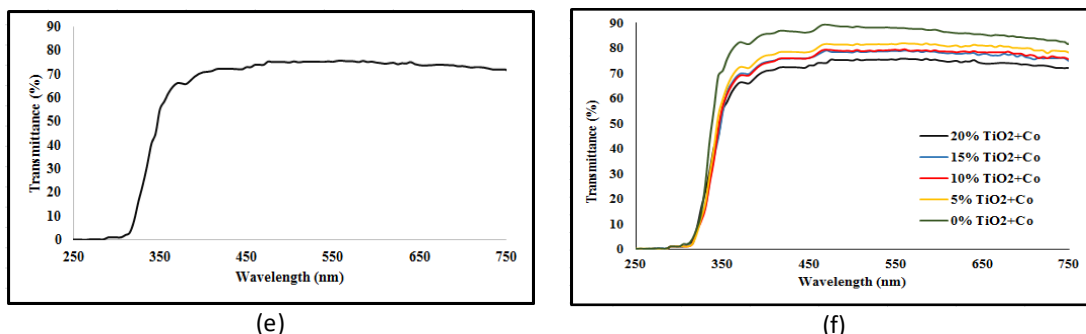 90
80
70
60
50
40
30
20
10
0
Transmittance (%)
250 350 450 550 650 750
Wavelength (nm)
(e)
90
80
70
60
50
40
30
20
10
0
Transmittance (%)
20% TiO2+Co
15% TiO2+Co
10% TiO2+Co
5% TiO2+Co
0% TiO2+Co
250 350 450 550 650 750
Wavelength (nm)
(f)